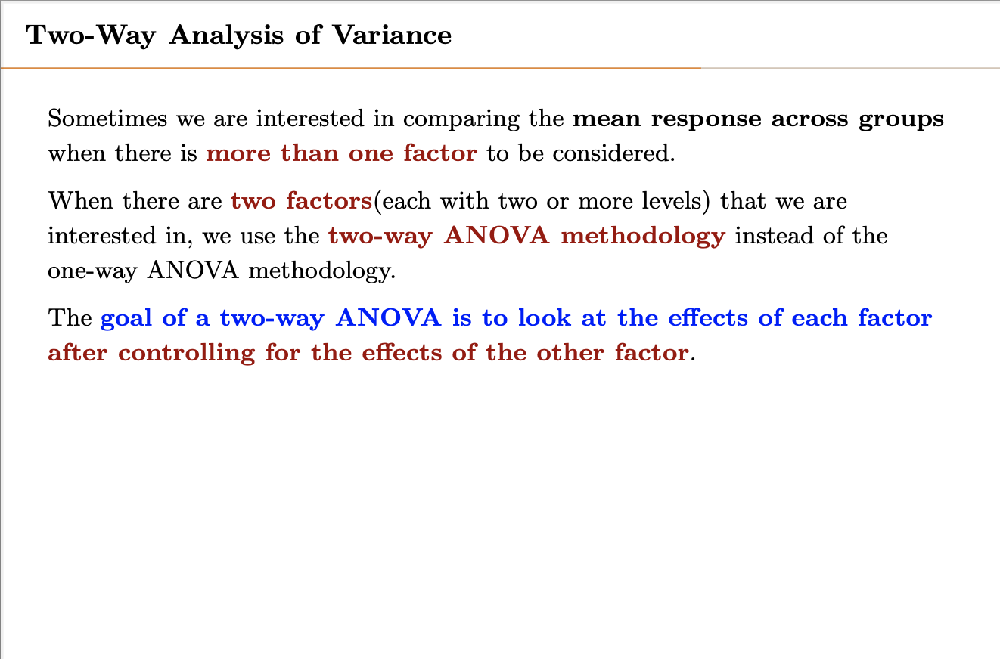 Two-Way Analysis of Variance
Sometimes we are interested in comparing the mean response across groups
when there is more than one factor to be considered.
When there are two factors(each with two or more levels) that we are
interested in, we use the two-way ANOVA methodology instead of the
one-way ANOVA methodology.
The goal of a two-way ANOVA is to look at the effects of each factor
after controlling for the effects of the other factor.